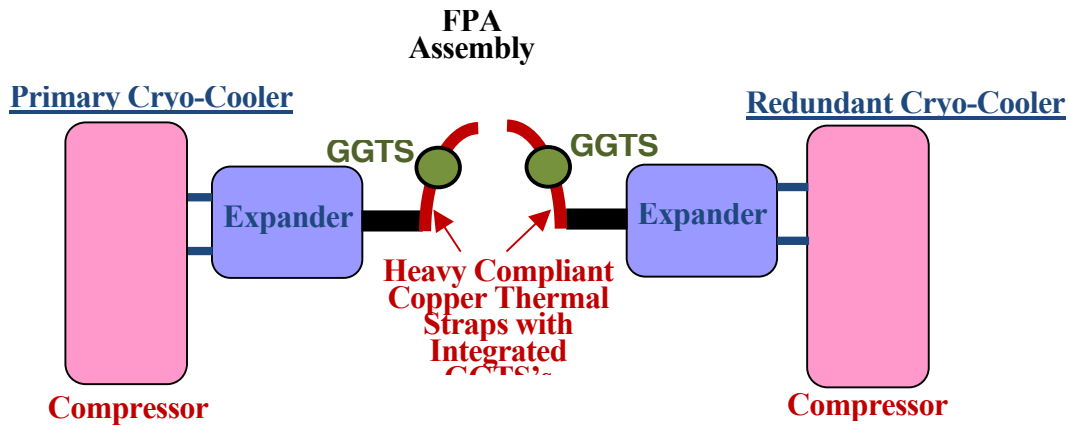 FPA
Assembly
Primary Cryo-Cooler
Redundant Cryo-Cooler
GGTS
GGTS
Expander
Expander
Heavy Compliant
Copper Thermal
Straps with
Integrated
GGTS's
Compressor
Compressor